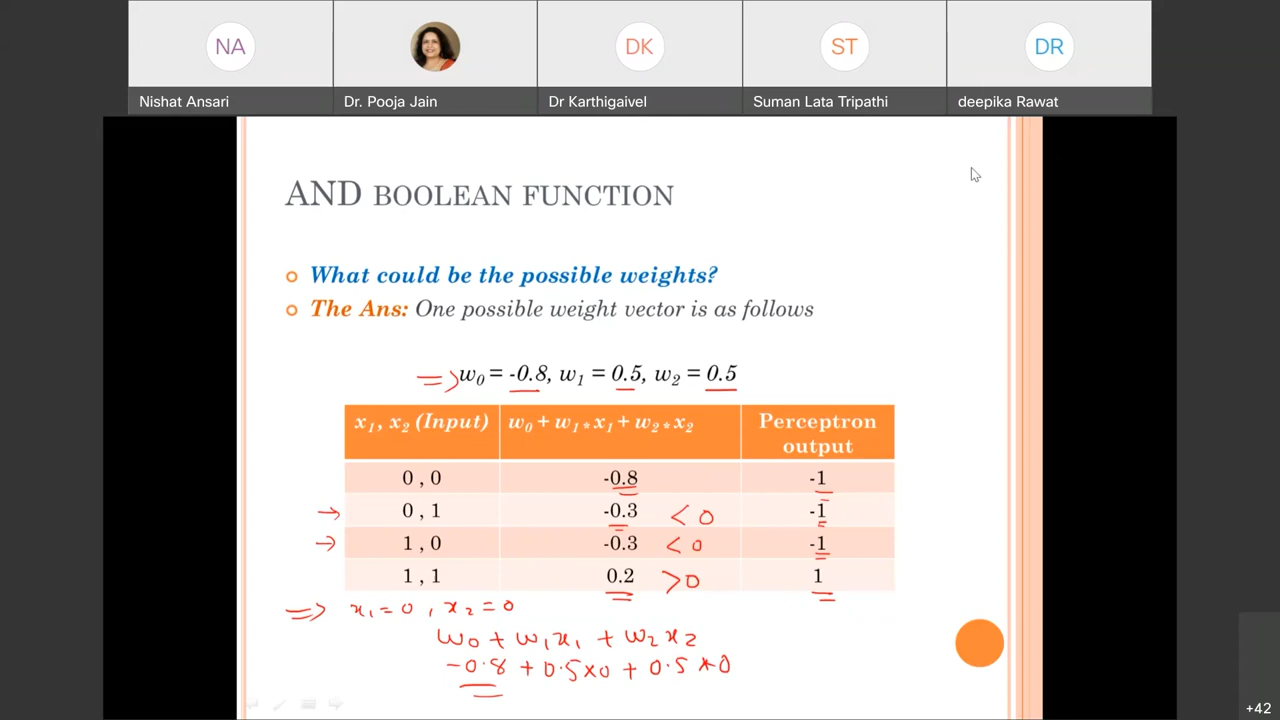 NA DK ST DR
Nishat Ansari Dr. Pooja Jain Dr Karthigaivel Suman Lata Tripathi deepika Rawat
AND BOOLEAN FUNCTION
What could be the possible weights?
The Ans: One possible weight vector is as follows
=> w0 = -0.8, w1 = 0.5, w2 = 0.5
x1, x2 (Input) w0 + w1 * x1 + w2 * x2 Perceptron output
0 , 0 -0.8 -1
→ 0 , 1 -0.3 < 0 -1
→ 1 , 0 -0.3 < 0 -1
1 , 1 0.2 > 0 1
=> x1 = 0 , x2 = 0
w0 + w1x1 + w2x2
-0.8 + 0.5×0 + 0.5*0
+42